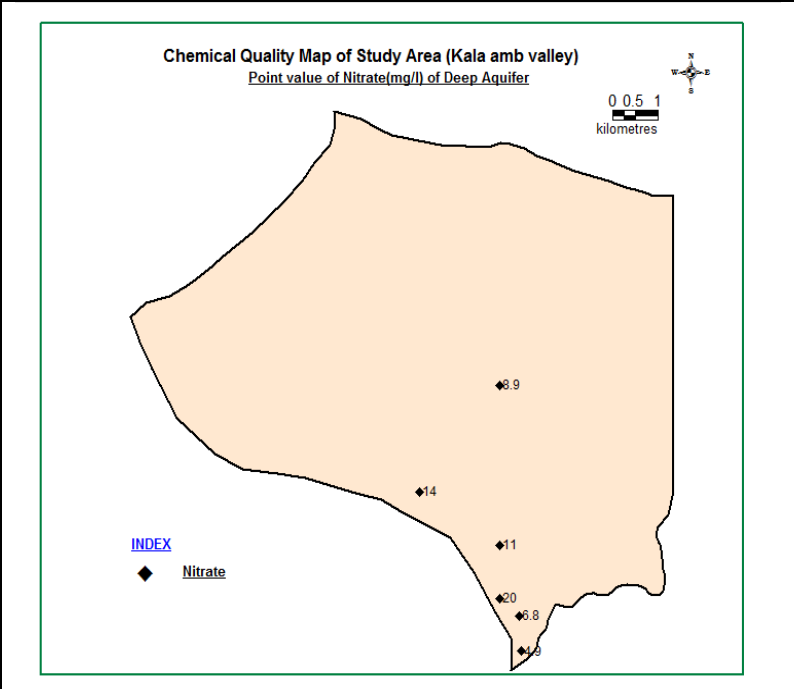 Chemical Quality Map of Study Area (Kala amb valley)
Point value of Nitrate(mg/l) of Deep Aquifer
N
W E
S
0 0.5 1
kilometres
8.9
14
11
20
6.8
4.9
INDEX
Nitrate